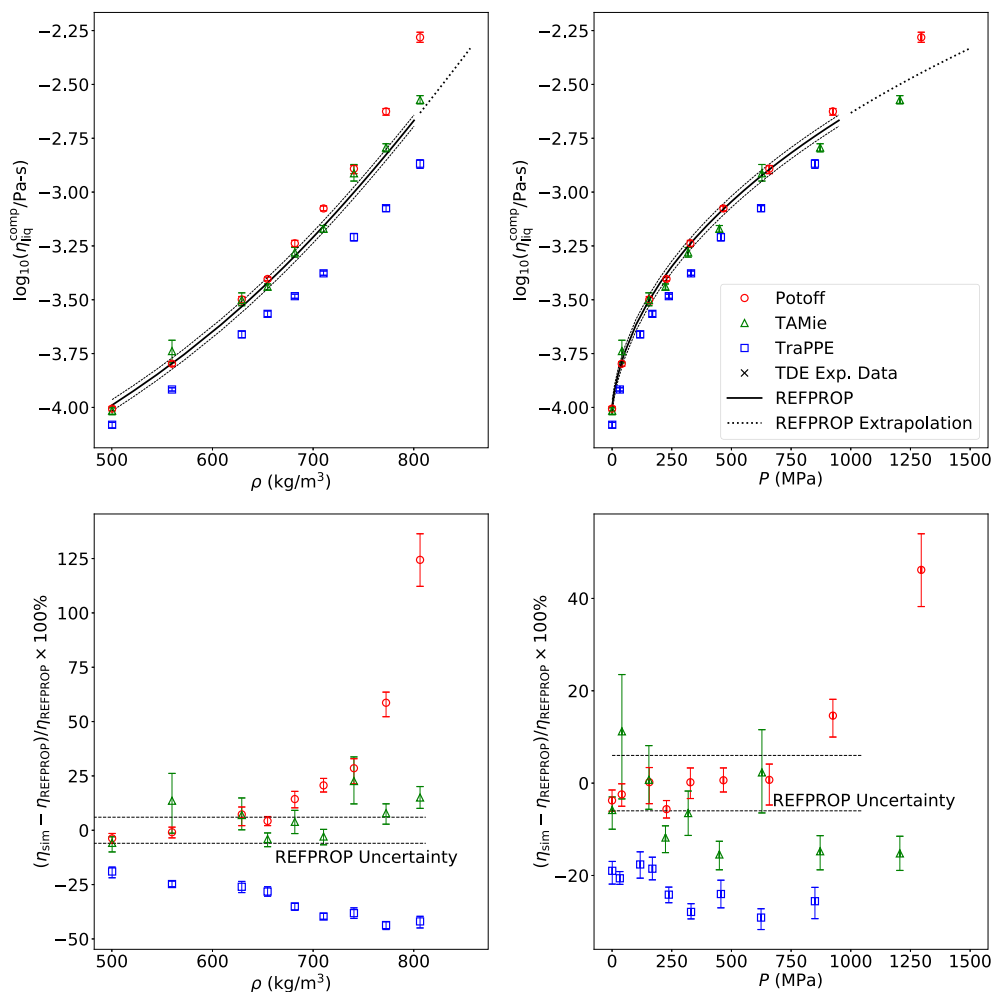 −2.25
−2.50
−2.75
−3.00
−3.25
−3.50
−3.75
−4.00
log₁₀(η_liq^comp/Pa-s)
500 600 700 800
ρ (kg/m³)
−2.25
−2.50
−2.75
−3.00
−3.25
−3.50
−3.75
−4.00
log₁₀(η_liq^comp/Pa-s)
Potoff
TAMie
TraPPE
TDE Exp. Data
REFPROP
REFPROP Extrapolation
0 250 500 750 1000 1250 1500
P (MPa)
125
100
75
50
25
0
−25
−50
(η_sim − η_REFPROP)/η_REFPROP × 100%
REFPROP Uncertainty
500 600 700 800
ρ (kg/m³)
40
20
0
−20
(η_sim − η_REFPROP)/η_REFPROP × 100%
REFPROP Uncertainty
0 250 500 750 1000 1250 1500
P (MPa)